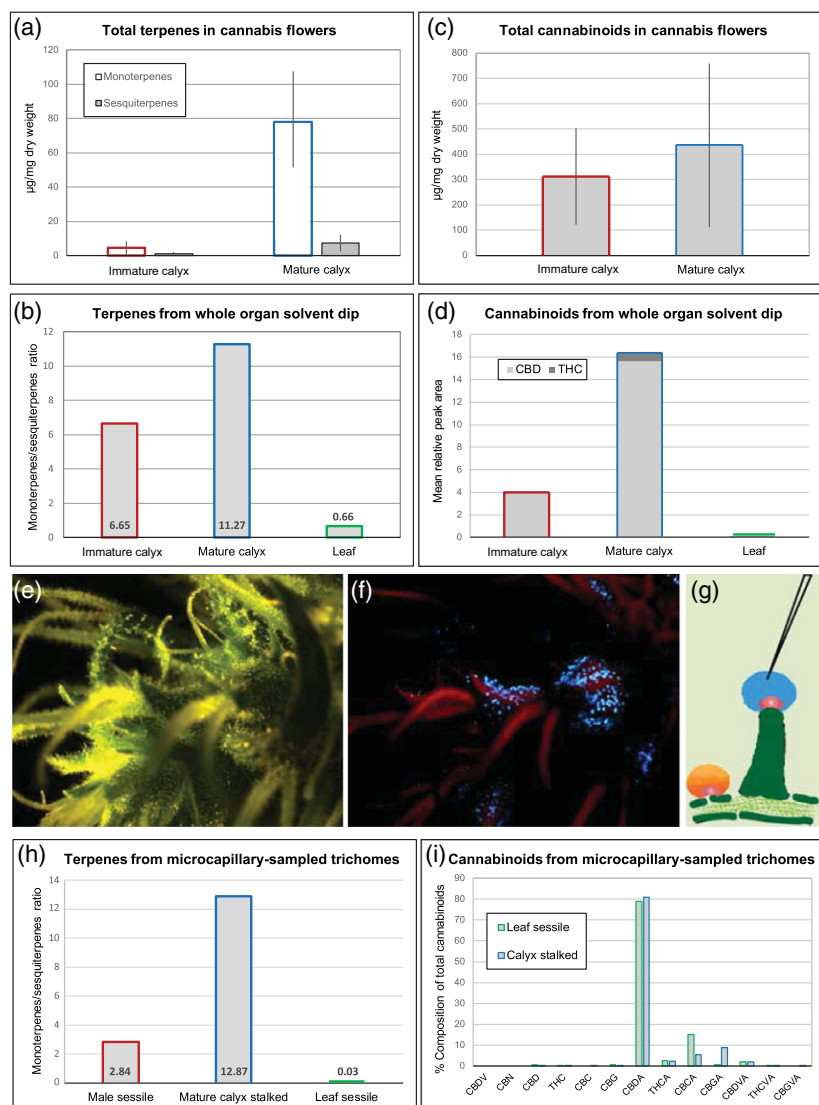 (a)
Total terpenes in cannabis flowers
µg/mg dry weight
120
100
80
60
40
20
0
Monoterpenes
Sesquiterpenes
Immature calyx
Mature calyx
(c)
Total cannabinoids in cannabis flowers
µg/mg dry weight
800
700
600
500
400
300
200
100
0
Immature calyx
Mature calyx
(b)
Terpenes from whole organ solvent dip
Monoterpenes/sesquiterpenes ratio
12
10
8
6
4
2
0
6.65
11.27
0.66
Immature calyx
Mature calyx
Leaf
(d)
Cannabinoids from whole organ solvent dip
Mean relative peak area
18
16
14
12
10
8
6
4
2
0
CBD
THC
Immature calyx
Mature calyx
Leaf
(e)
(f)
(g)
(h)
Terpenes from microcapillary-sampled trichomes
Monoterpenes/sesquiterpenes ratio
14
12
10
8
6
4
2
0
2.84
12.87
0.03
Male sessile
Mature calyx stalked
Leaf sessile
(i)
Cannabinoids from microcapillary-sampled trichomes
% Composition of total cannabinoids
90
80
70
60
50
40
30
20
10
0
Leaf sessile
Calyx stalked
CBDV
CBN
CBD
THC
CBC
CBG
CBDA
THCA
CBCA
CBGA
CBDVA
THCVA
CBGVA